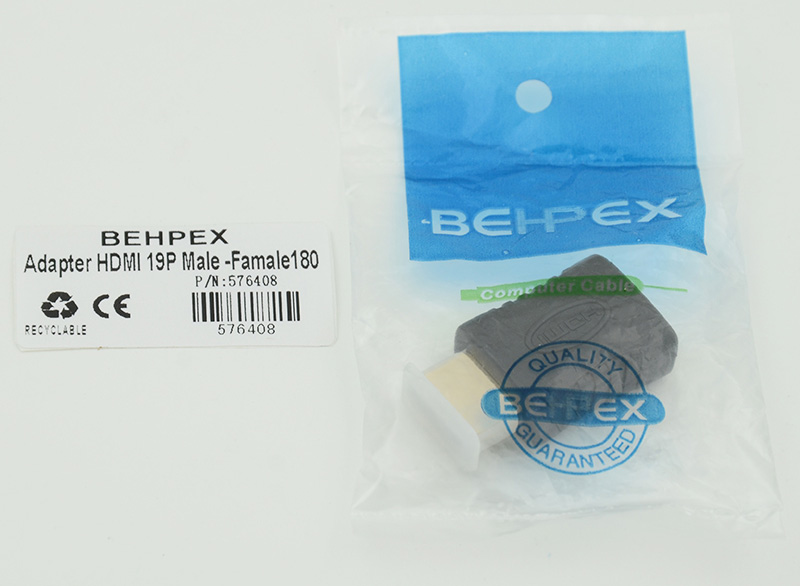 BEHPEX
Adapter HDMI 19P Male -Famale180
P/N:576408
RECYCLABLE
CE
576408
BEHPEX
Computer Cable
QUALITY
BEHPEX
GUARANTEED